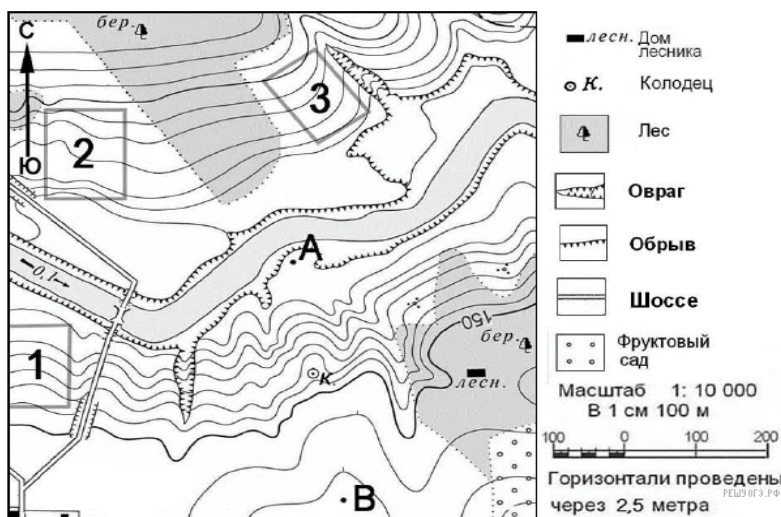 С
Ю
бер.
3
2
А
0,1
1
150
бер.
лесн.
К.
В
лесн. Дом
лесника
К. Колодец
Лес
Овраг
Обрыв
Шоссе
Фруктовый
сад
Масштаб 1: 10 000
В 1 см 100 м
100 0 100 200
Горизонтали проведены
РЕШУОГЭ.РФ
через 2,5 метра